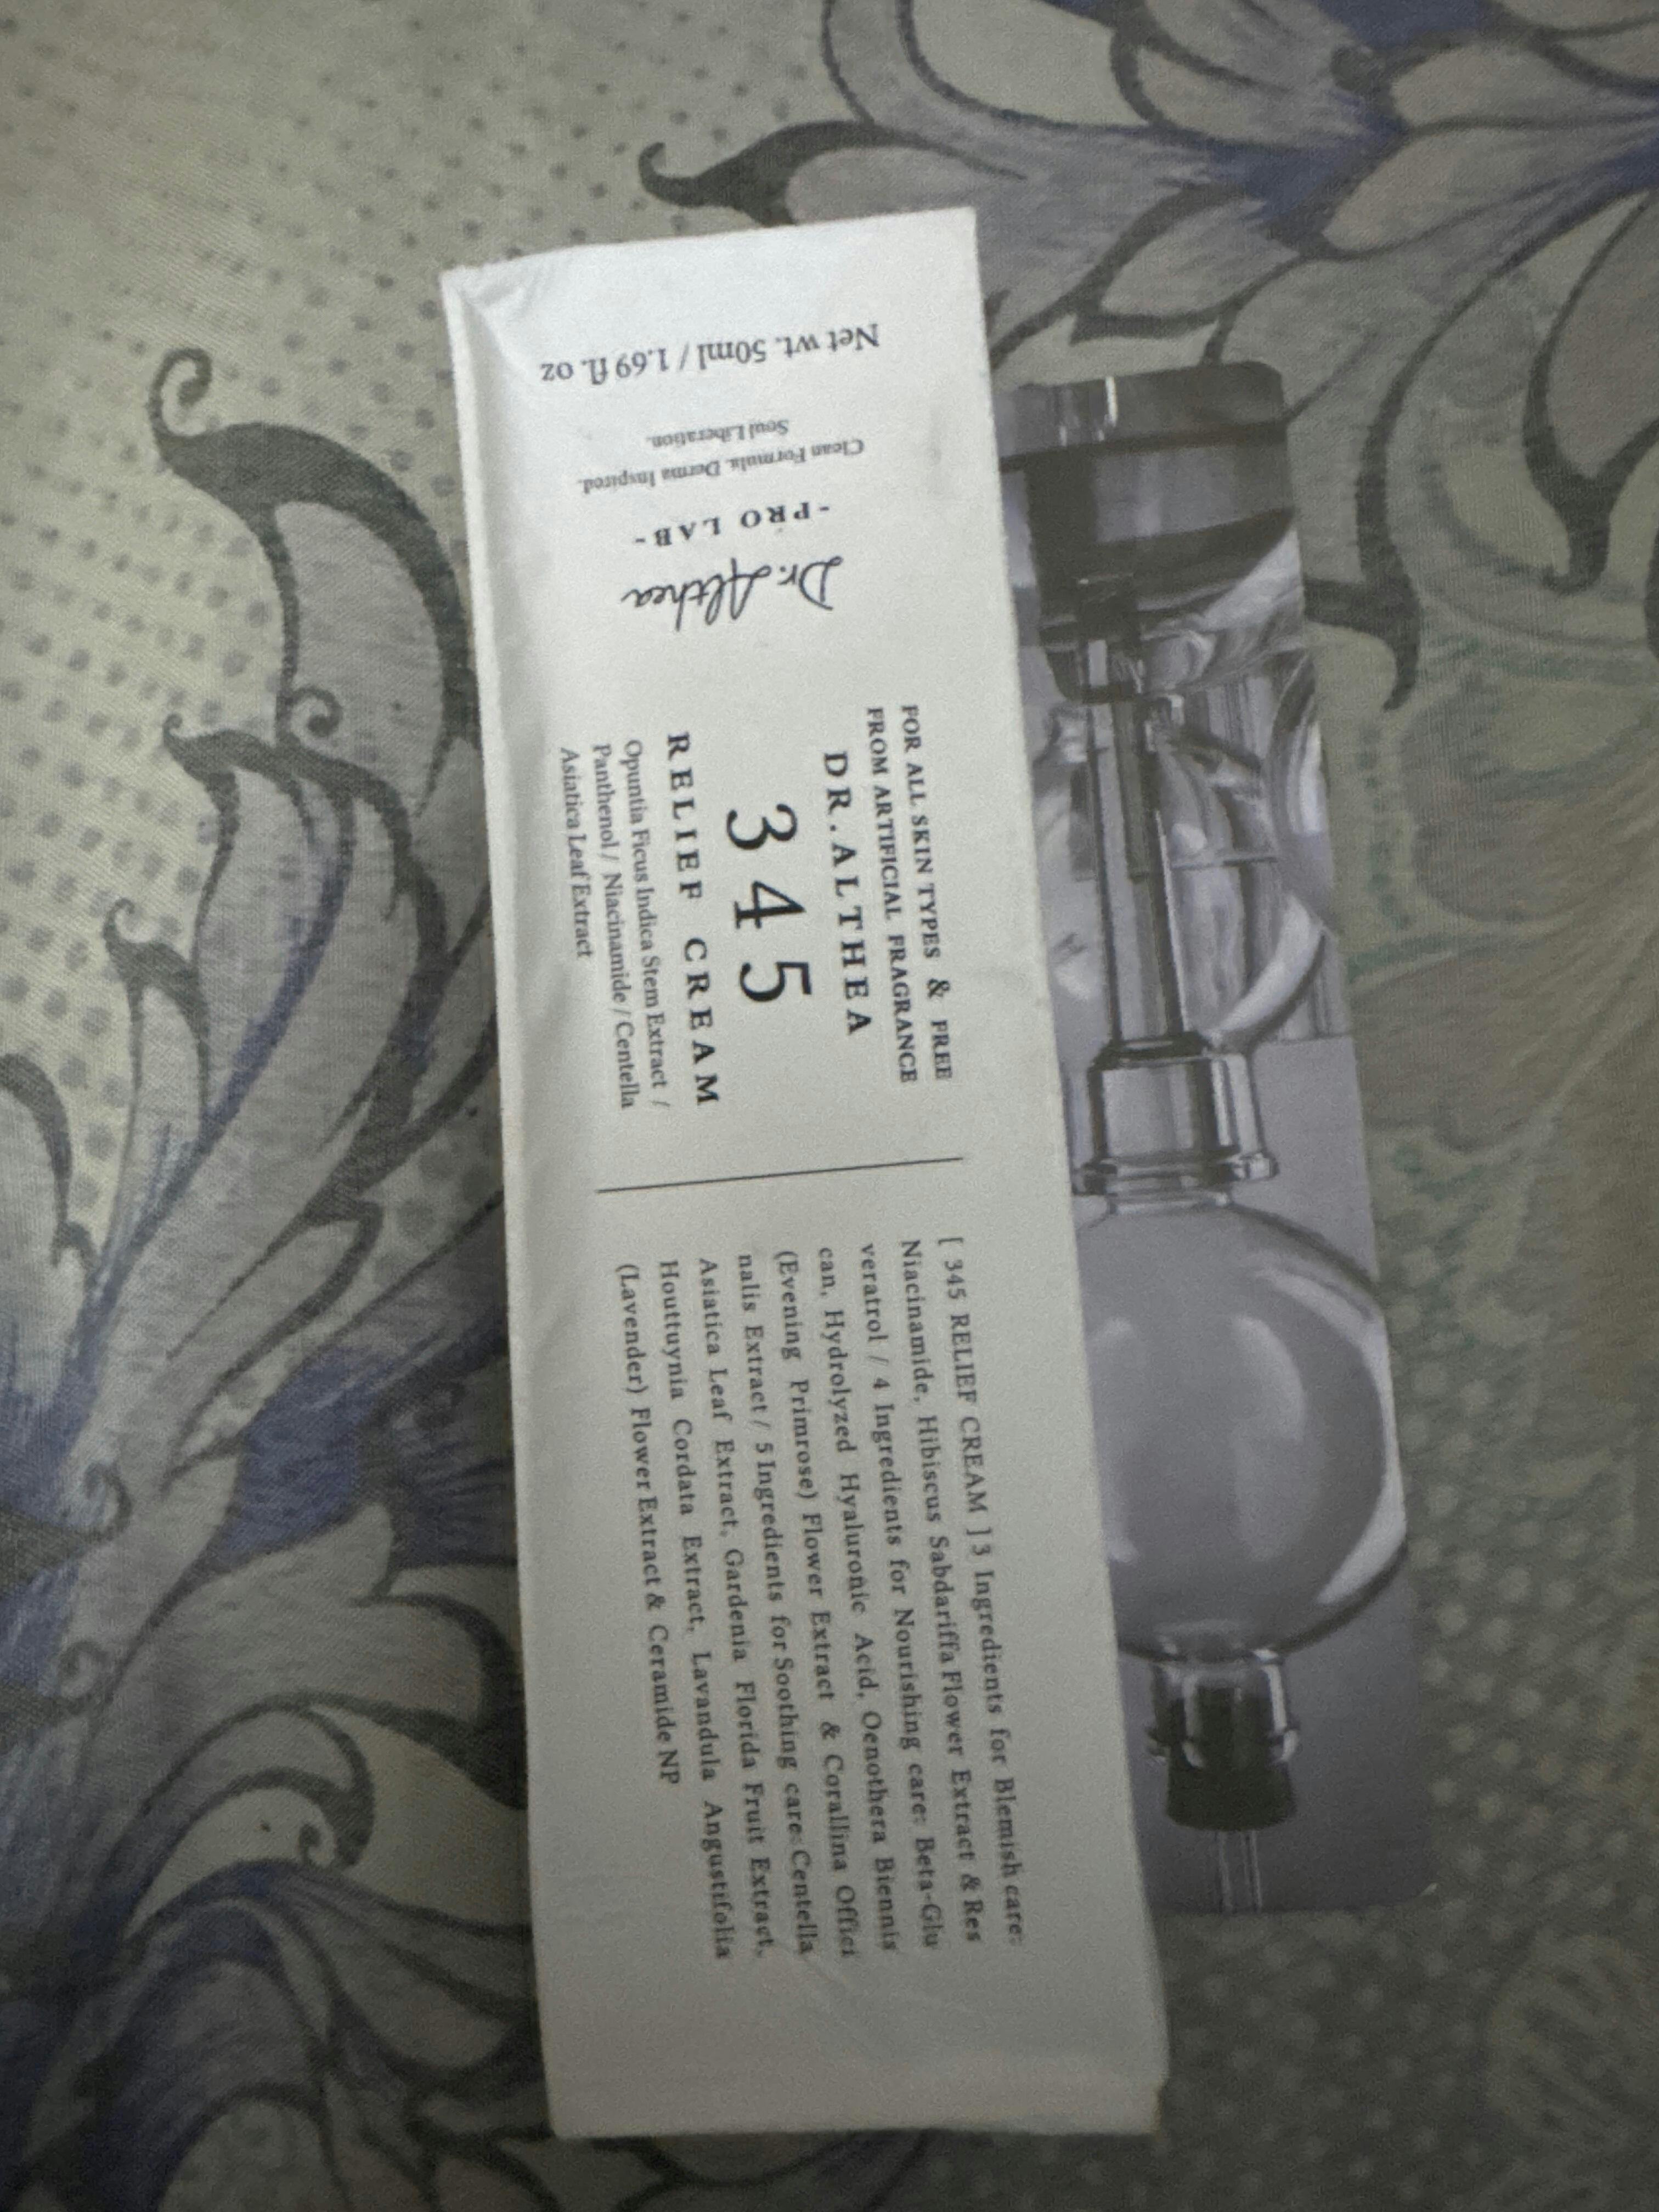 Dr. Althea
-PRO LAB-
Clean Formula. Derma Inspired.
Soul Liberation.
Net wt. 50ml / 1.69 fl. oz
FOR ALL SKIN TYPES & FREE
FROM ARTIFICIAL FRAGRANCE
DR.ALTHEA
345
RELIEF CREAM
Opuntia Ficus Indica Stem Extract /
Panthenol / Niacinamide / Centella
Asiatica Leaf Extract
[ 345 RELIEF CREAM ] 3 Ingredients for Blemish care:
Niacinamide, Hibiscus Sabdariffa Flower Extract & Res
veratrol / 4 Ingredients for Nourishing care: Beta-Glu
can, Hydrolyzed Hyaluronic Acid, Oenothera Biennis
(Evening Primrose) Flower Extract & Corallina Offici
nalis Extract / 5 Ingredients for Soothing care: Centella
Asiatica Leaf Extract, Gardenia Florida Fruit Extract,
Houttuynia Cordata Extract, Lavandula Angustifolia
(Lavender) Flower Extract & Ceramide NP